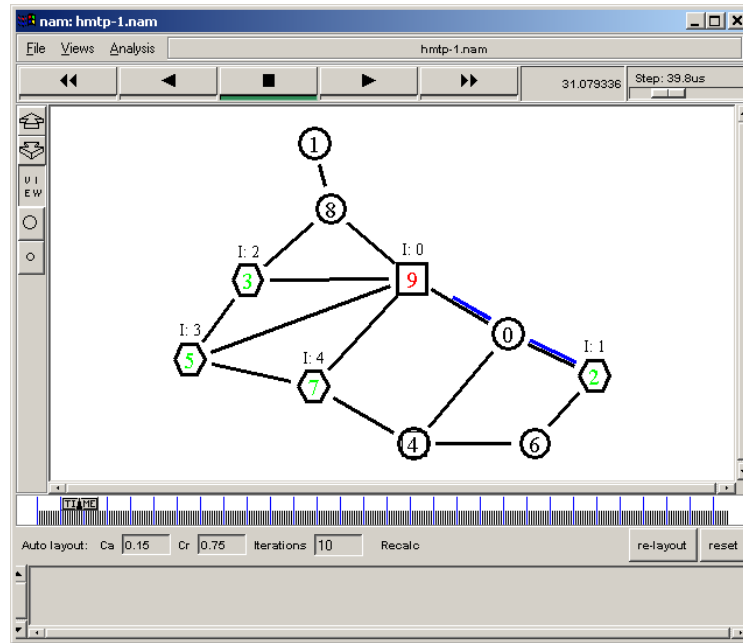 nam: hmtp-1.nam
File Views Analysis hmtp-1.nam
31.079336 Step: 39.8us
V I
E W
1
8
I: 2
I: 0
3
9
I: 3
0
I: 4
I: 1
5
7
2
4
6
TIME
Auto layout: Ca 0.15 Cr 0.75 Iterations 10 Recalc re-layout reset